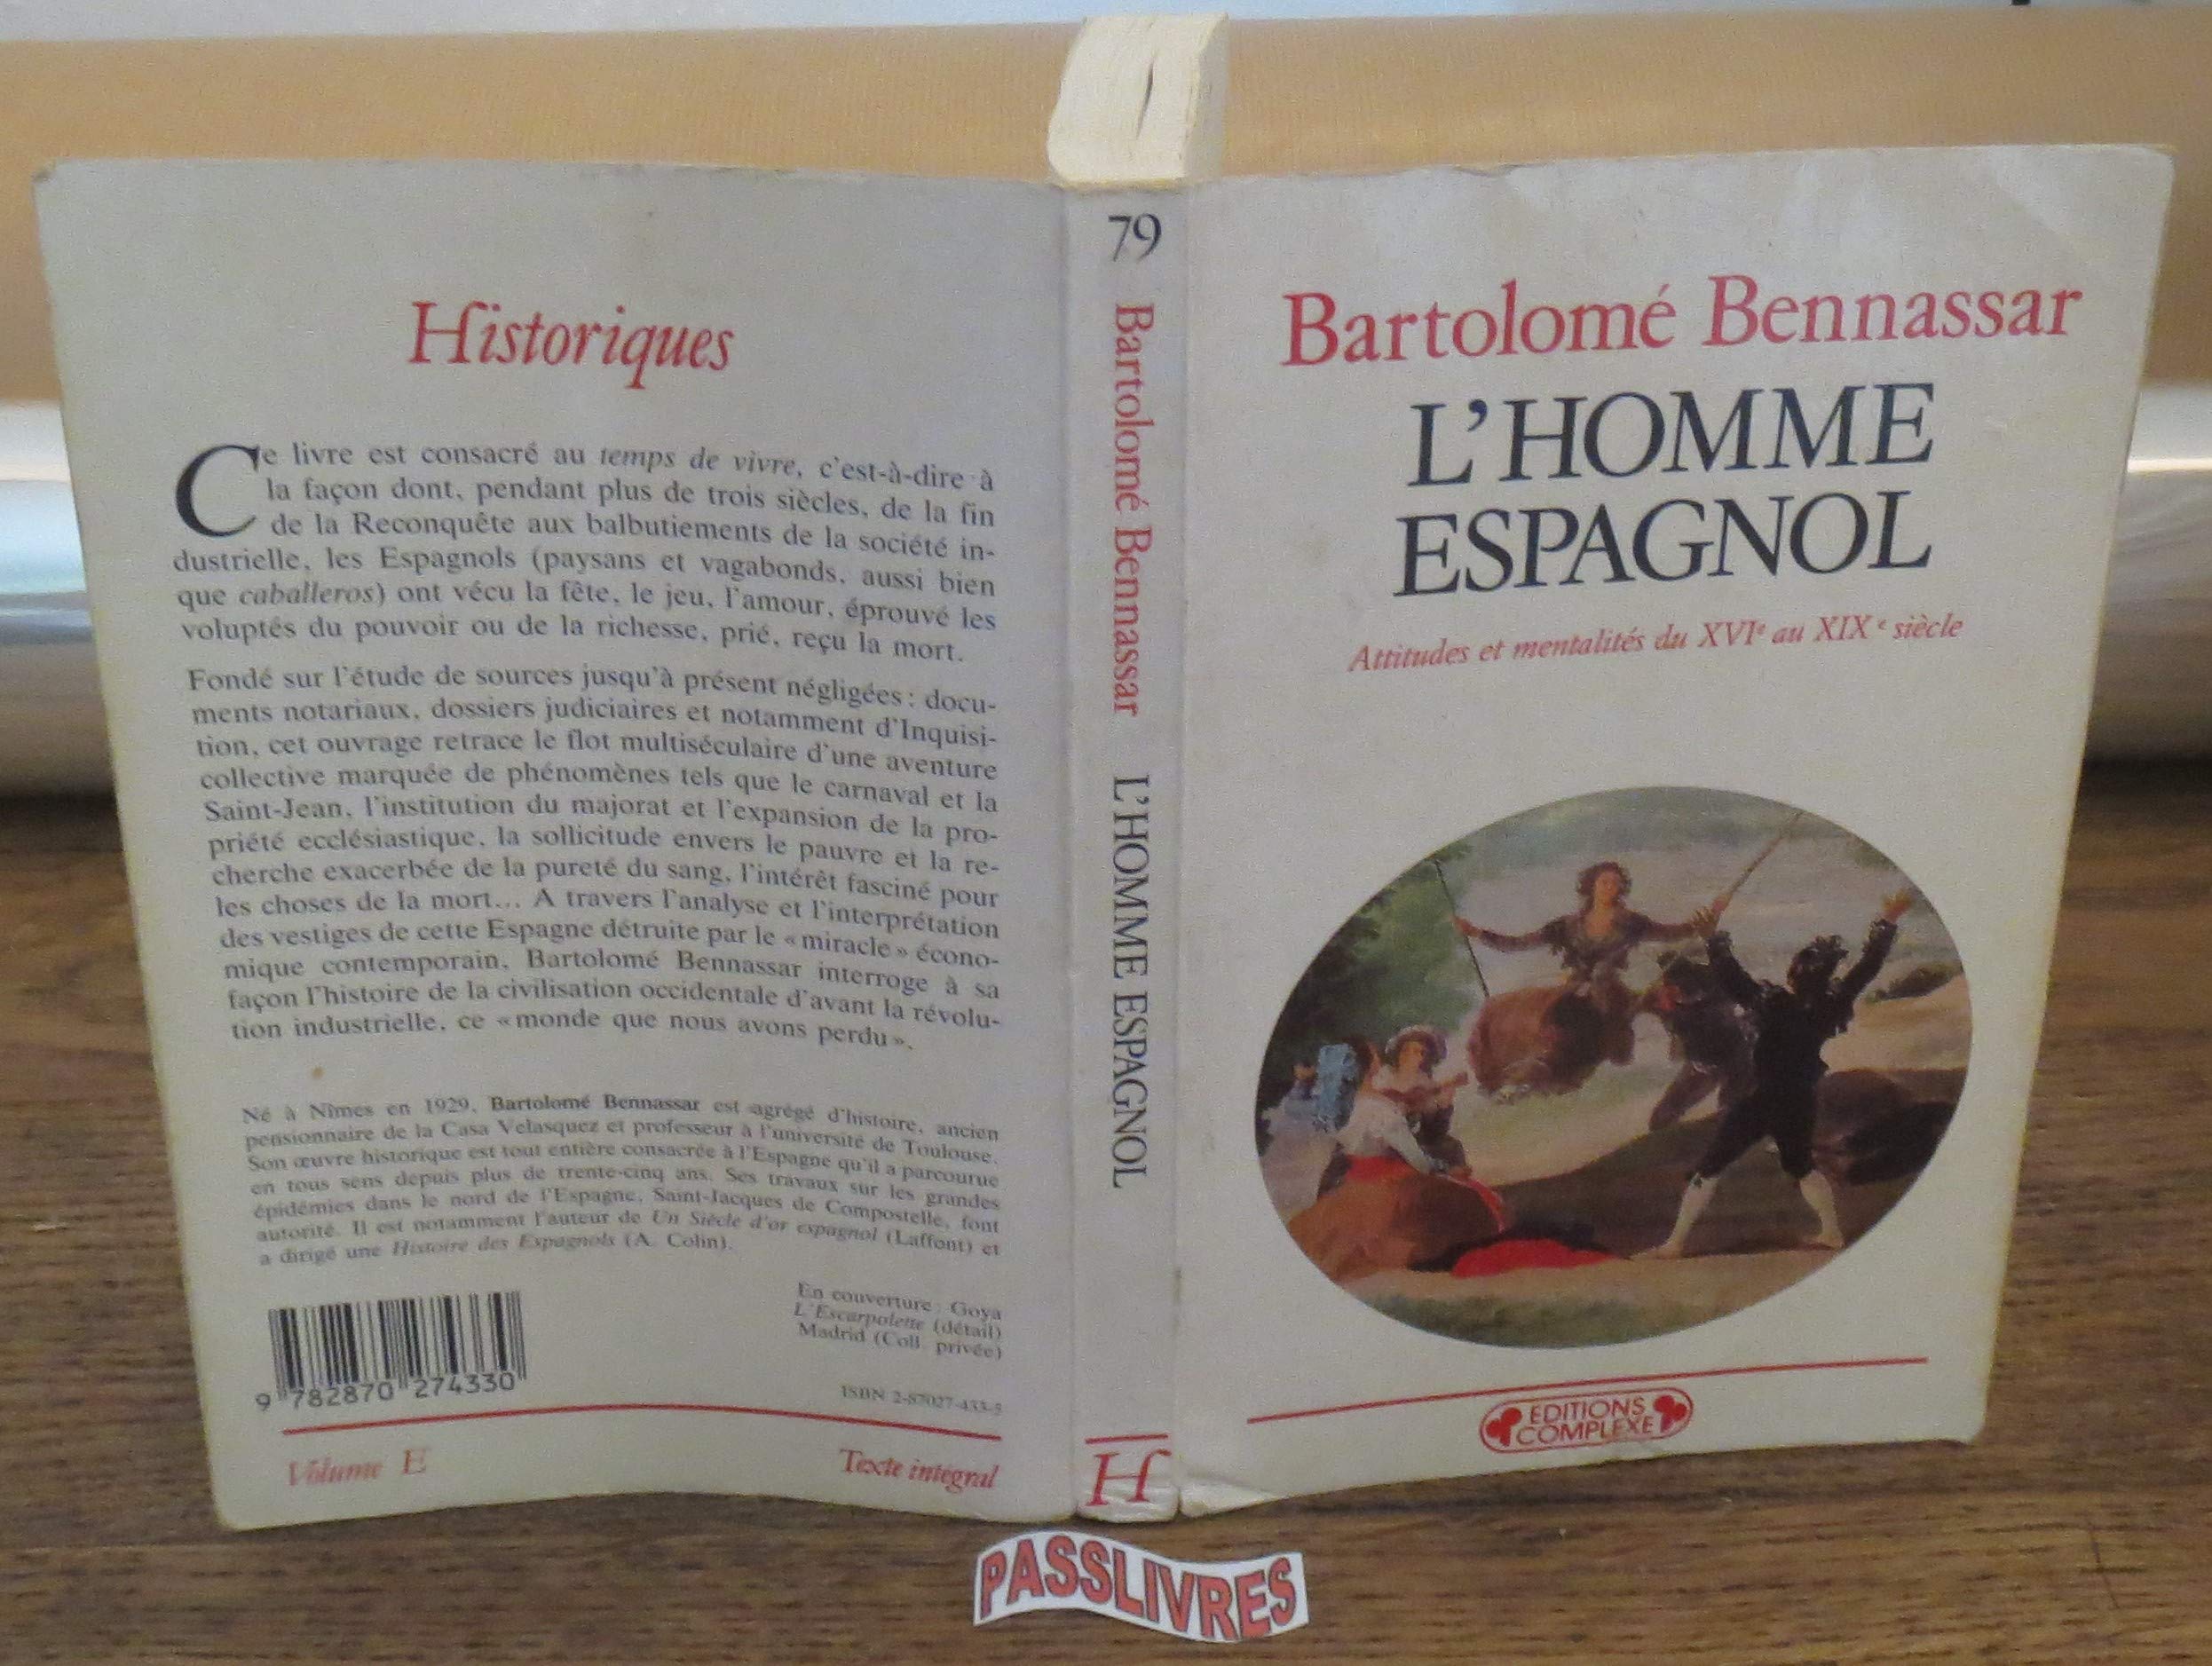 Historiques
Ce livre est consacré au temps de vivre, c'est-à-dire à
la façon dont, pendant plus de trois siècles, de la fin
de la Reconquête aux balbutiements de la société in-
dustrielle, les Espagnols (paysans et vagabonds, aussi bien
que caballeros) ont vécu la fête, le jeu, l'amour, éprouvé les
voluptés du pouvoir ou de la richesse, prié, reçu la mort.
Fondé sur l'étude de sources jusqu'à présent négligées : docu-
ments notariaux, dossiers judiciaires et notamment d'Inquisi-
tion, cet ouvrage retrace le flot multiséculaire d'une aventure
collective marquée de phénomènes tels que le carnaval et la
Saint-Jean, l'institution du majorat et l'expansion de la pro-
priété ecclésiastique, la sollicitude envers le pauvre et la re-
cherche exacerbée de la pureté du sang, l'intérêt fasciné pour
les choses de la mort... A travers l'analyse et l'interprétation
des vestiges de cette Espagne détruite par le « miracle » écono-
mique contemporain, Bartolomé Bennassar interroge à sa
façon l'histoire de la civilisation occidentale d'avant la révolu-
tion industrielle, ce « monde que nous avons perdu ».
Né à Nîmes en 1929, Bartolomé Bennassar est agrégé d'histoire, ancien
pensionnaire de la Casa Velasquez et professeur à l'université de Toulouse.
Son œuvre historique est tout entière consacrée à l'Espagne qu'il a parcourue
en tous sens depuis plus de trente-cinq ans. Ses travaux sur les grandes
épidémies dans le nord de l'Espagne, Saint-Jacques de Compostelle, font
autorité. Il est notamment l'auteur de Un Siècle d'or espagnol (Laffont) et
a dirigé une Histoire des Espagnols (A. Colin).
En couverture : Goya
L'Escarpolette (détail)
Madrid (Coll. privée)
9 782870 274330
ISBN 2-87027-433-5
Volume E
Texte intégral
79
Bartolomé Bennassar
L'HOMME ESPAGNOL
H
Bartolomé Bennassar
L'HOMME
ESPAGNOL
Attitudes et mentalités du XVIe au XIXe siècle
EDITIONS
COMPLEXE
PASSLIVRES